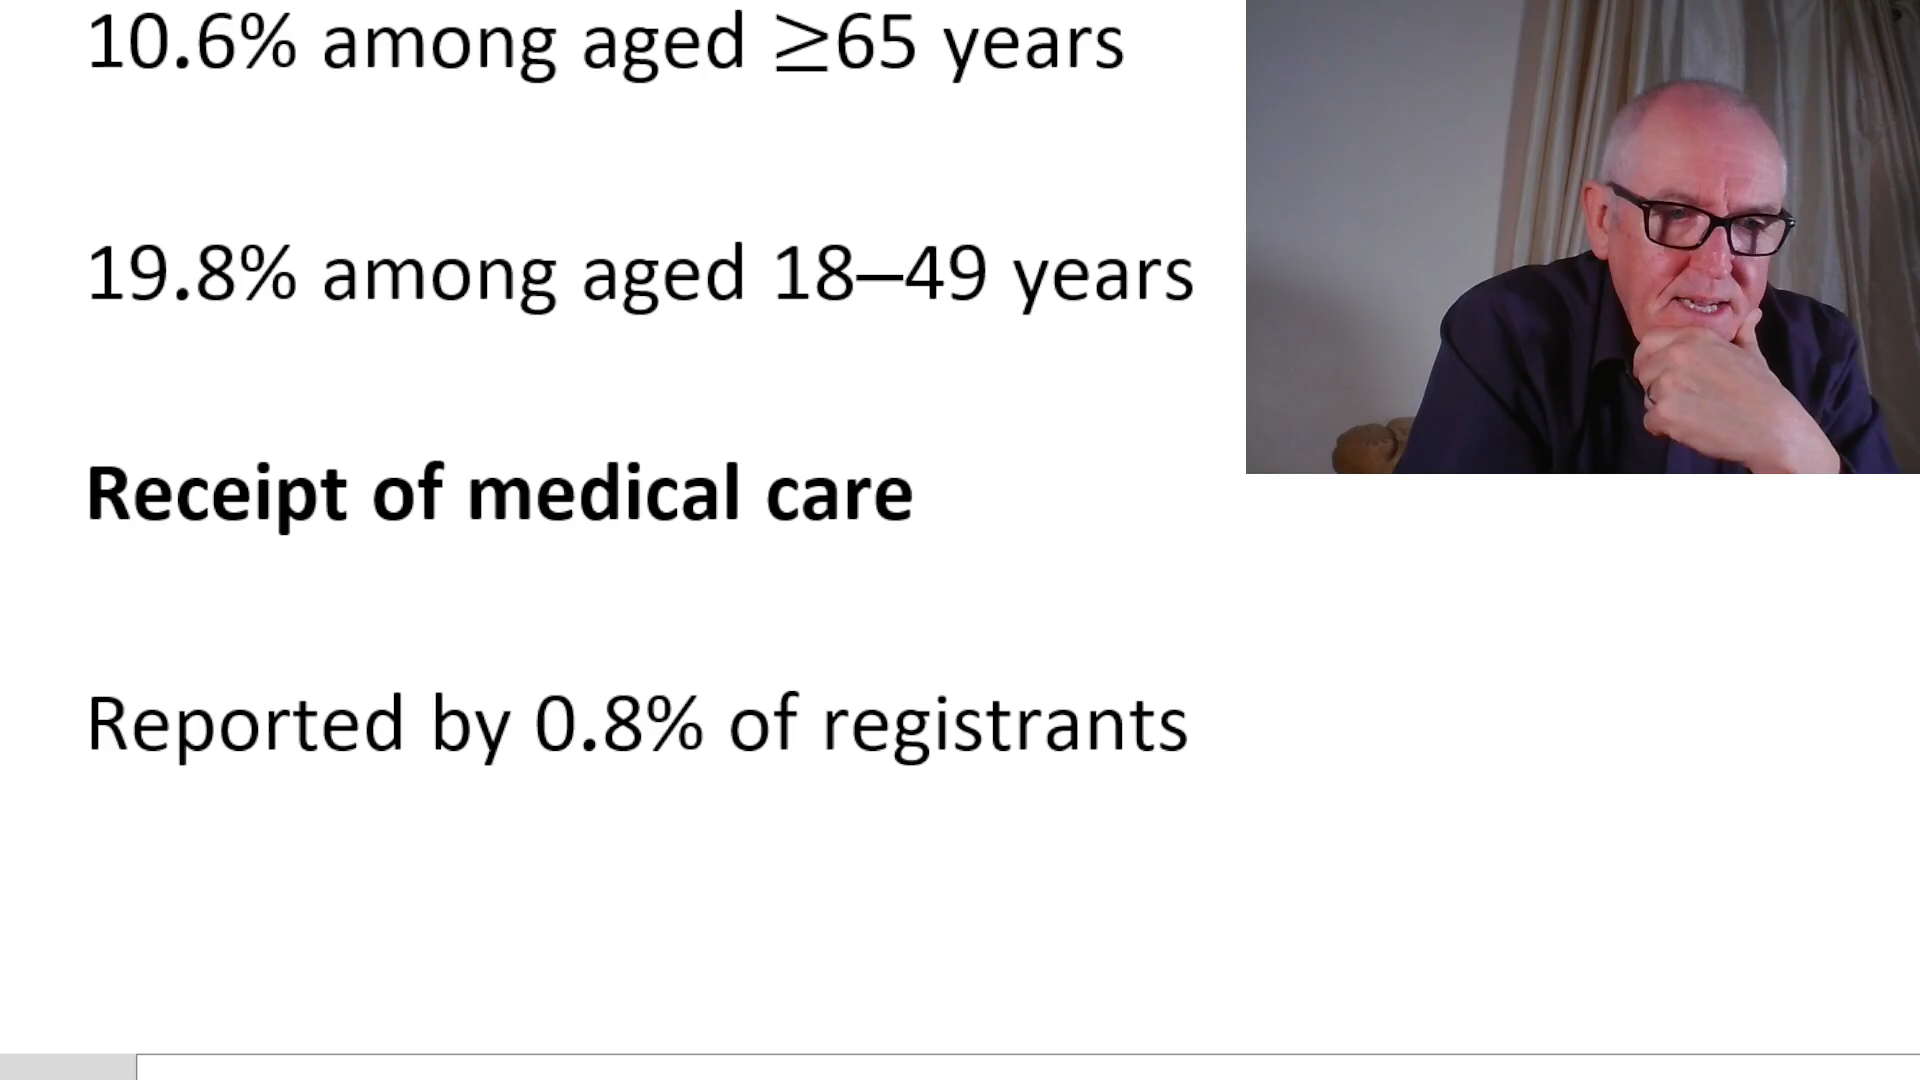 10.6% among aged ≥65 years
19.8% among aged 18–49 years
Receipt of medical care
Reported by 0.8% of registrants